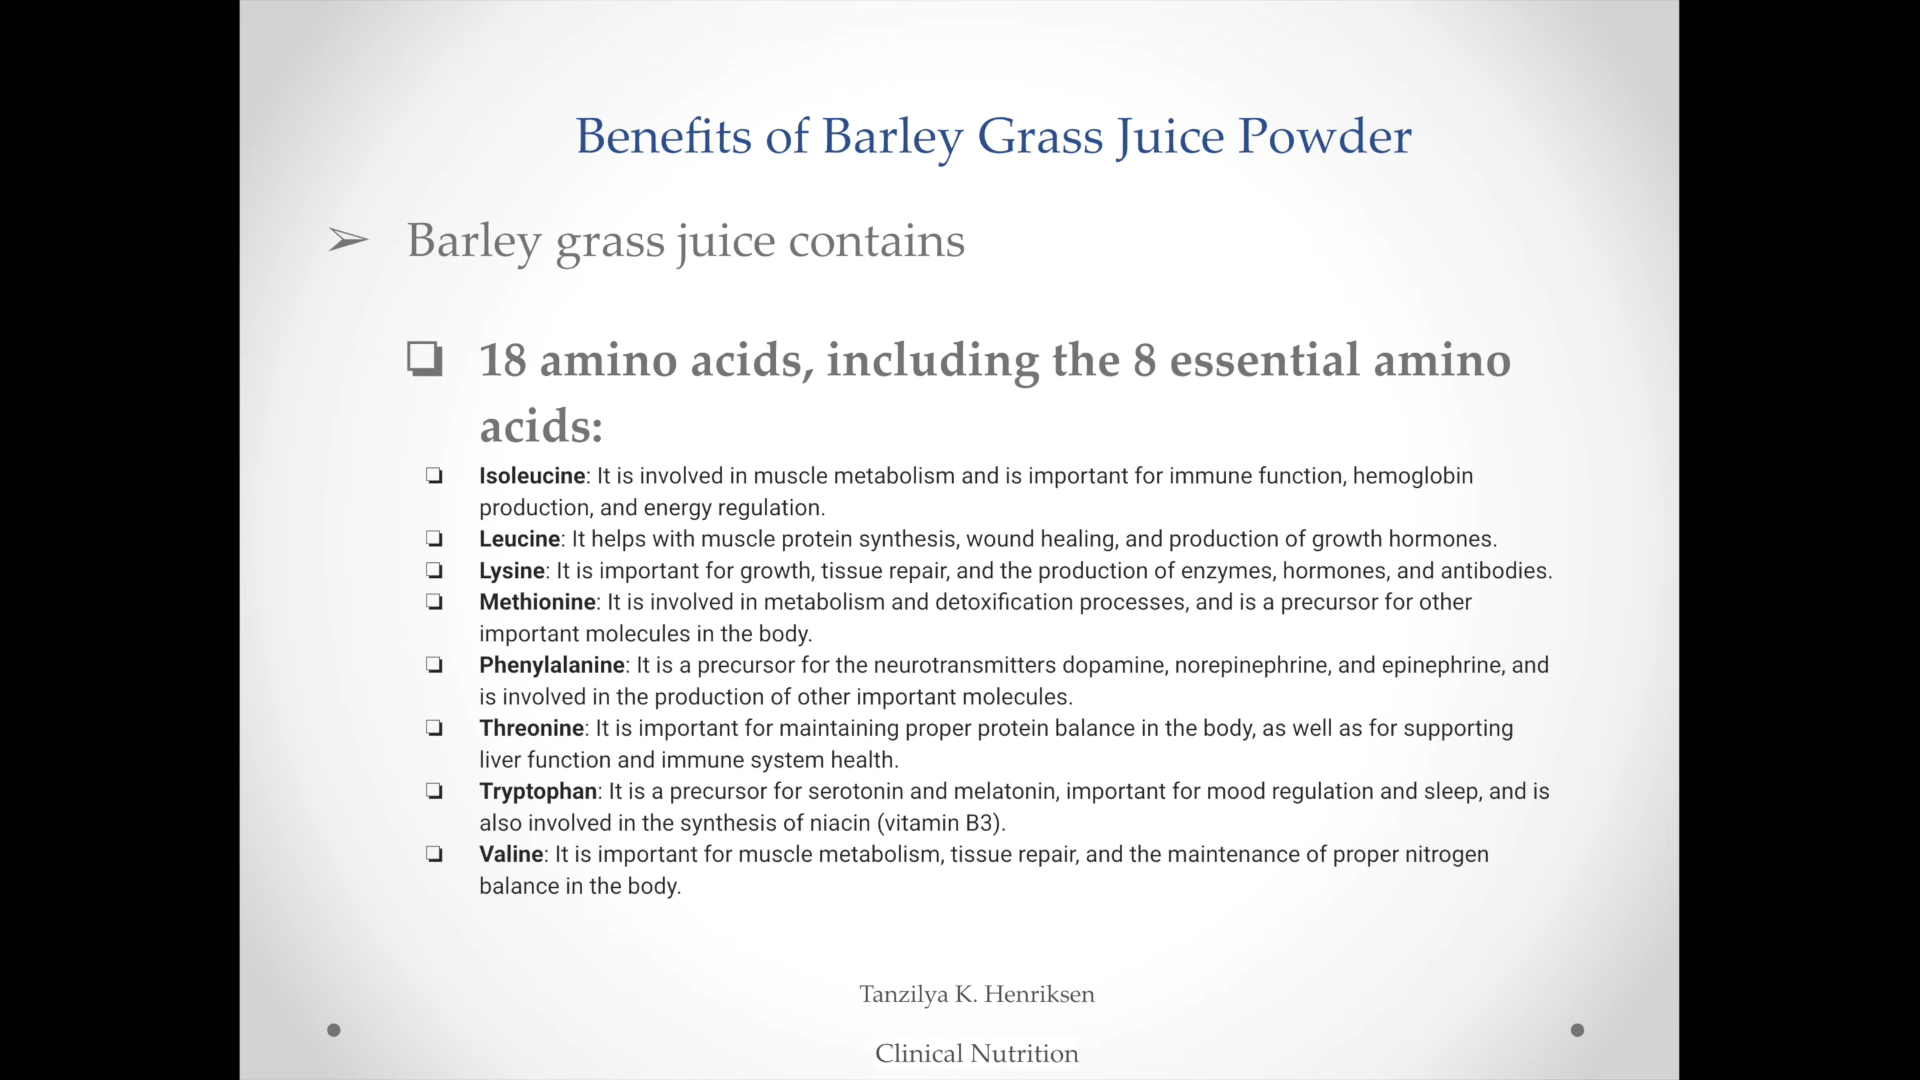 Benefits of Barley Grass Juice Powder
➢ Barley grass juice contains
❏ 18 amino acids, including the 8 essential amino
acids:
❏ Isoleucine: It is involved in muscle metabolism and is important for immune function, hemoglobin
production, and energy regulation.
❏ Leucine: It helps with muscle protein synthesis, wound healing, and production of growth hormones.
❏ Lysine: It is important for growth, tissue repair, and the production of enzymes, hormones, and antibodies.
❏ Methionine: It is involved in metabolism and detoxification processes, and is a precursor for other
important molecules in the body.
❏ Phenylalanine: It is a precursor for the neurotransmitters dopamine, norepinephrine, and epinephrine, and
is involved in the production of other important molecules.
❏ Threonine: It is important for maintaining proper protein balance in the body, as well as for supporting
liver function and immune system health.
❏ Tryptophan: It is a precursor for serotonin and melatonin, important for mood regulation and sleep, and is
also involved in the synthesis of niacin (vitamin B3).
❏ Valine: It is important for muscle metabolism, tissue repair, and the maintenance of proper nitrogen
balance in the body.
Tanzilya K. Henriksen
Clinical Nutrition